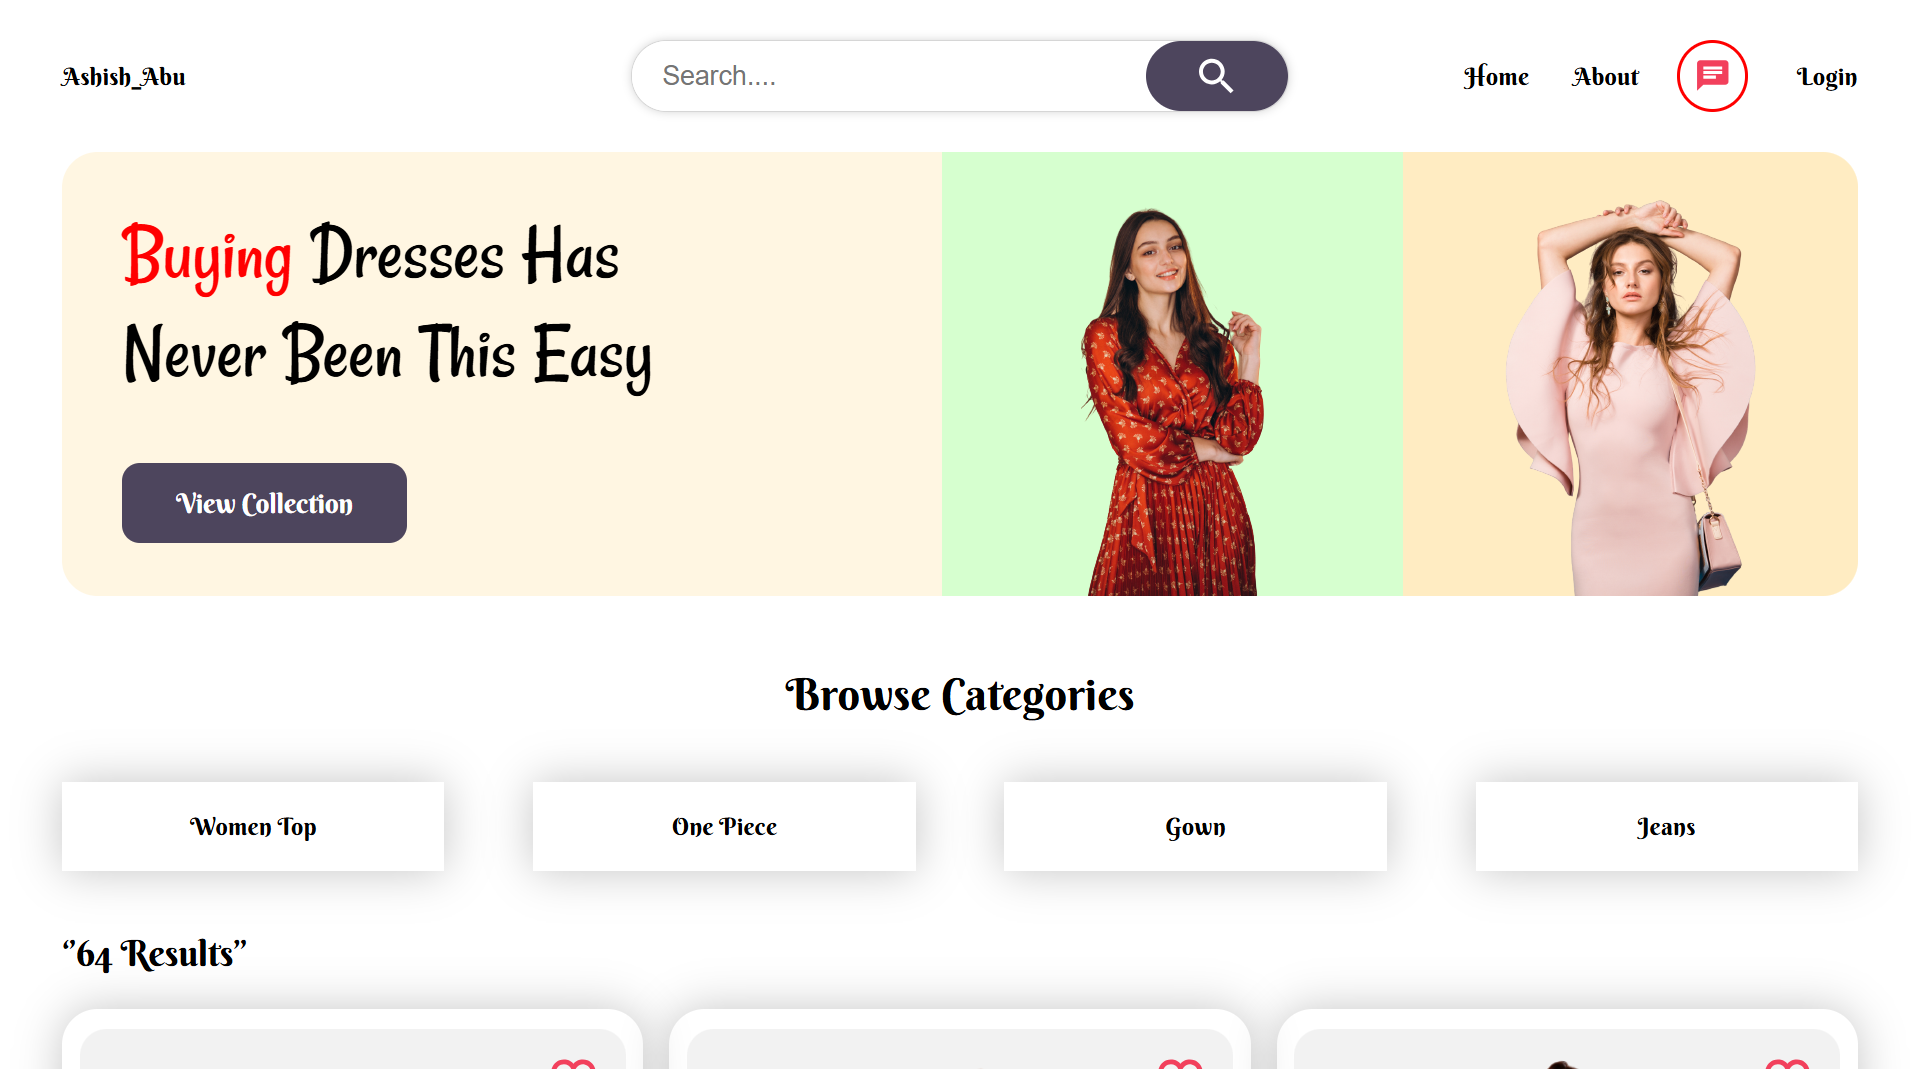 Ashish_Abu
Search....
Home
About
Login
Buying Dresses Has
Never Been This Easy
View Collection
Browse Categories
Women Top
One Piece
Gown
Jeans
"64 Results"